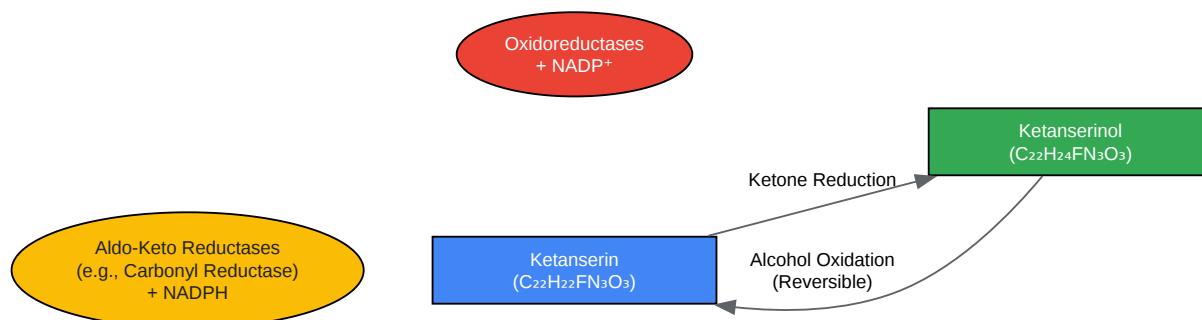 Oxidoreductases
+ NADP⁺
Ketanserinol
(C₂₂H₂₄FN₃O₃)
Ketone Reduction
Aldo-Keto Reductases
(e.g., Carbonyl Reductase)
+ NADPH
Ketanserin
(C₂₂H₂₂FN₃O₃)
Alcohol Oxidation
(Reversible)